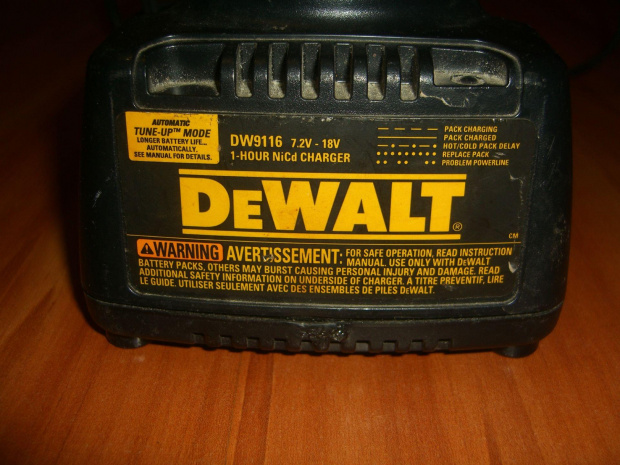 AUTOMATIC
TUNE-UP™ MODE
LONGER BATTERY LIFE...
AUTOMATICALLY.
SEE MANUAL FOR DETAILS.
DW9116 7.2V - 18V
1-HOUR NiCd CHARGER
PACK CHARGING
PACK CHARGED
HOT/COLD PACK DELAY
REPLACE PACK
PROBLEM POWERLINE
DEWALT®
CM
WARNING AVERTISSEMENT: FOR SAFE OPERATION, READ INSTRUCTION
MANUAL. USE ONLY WITH DEWALT
BATTERY PACKS, OTHERS MAY BURST CAUSING PERSONAL INJURY AND DAMAGE. READ
ADDITIONAL SAFETY INFORMATION ON UNDERSIDE OF CHARGER. A TITRE PREVENTIF, LIRE
LE GUIDE. UTILISER SEULEMENT AVEC DES ENSEMBLES DE PILES DEWALT.